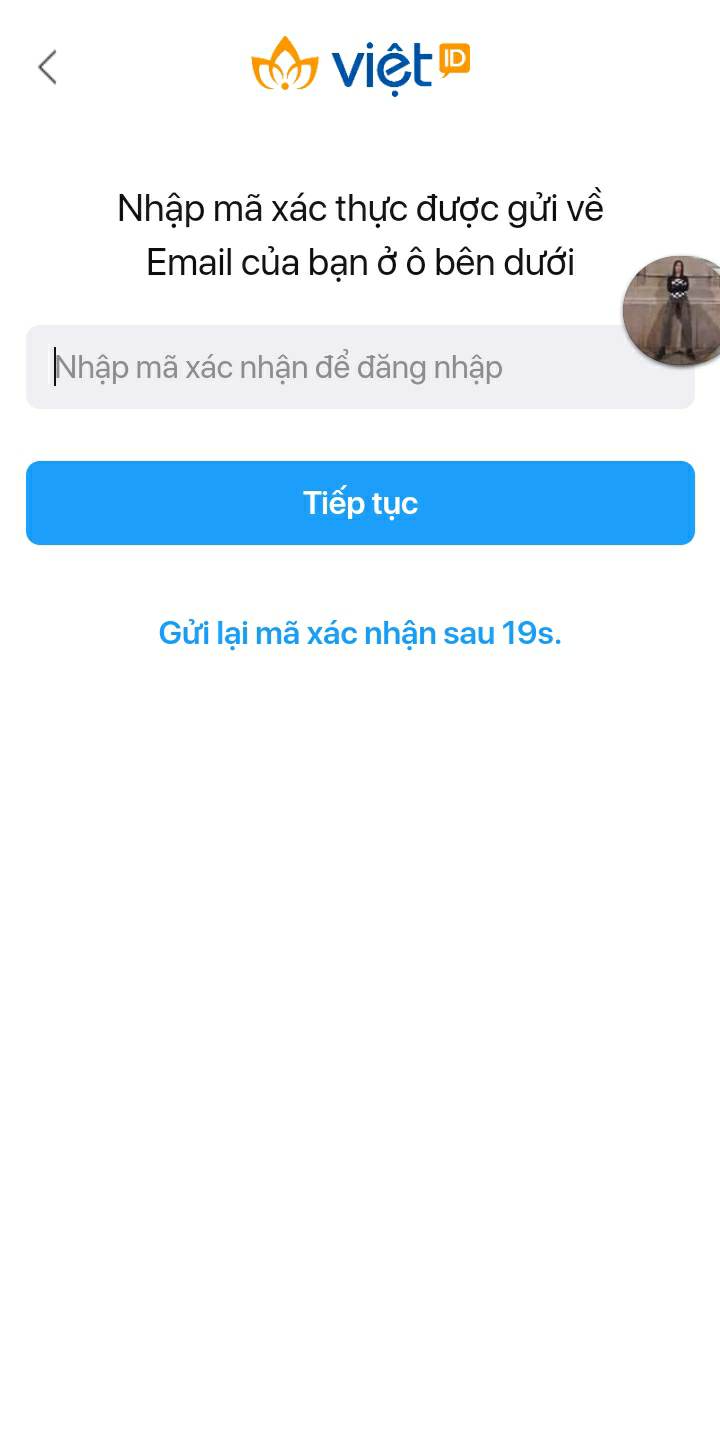 việt ID
Nhập mã xác thực được gửi về
Email của bạn ở ô bên dưới
Nhập mã xác nhận để đăng nhập
Tiếp tục
Gửi lại mã xác nhận sau 19s.